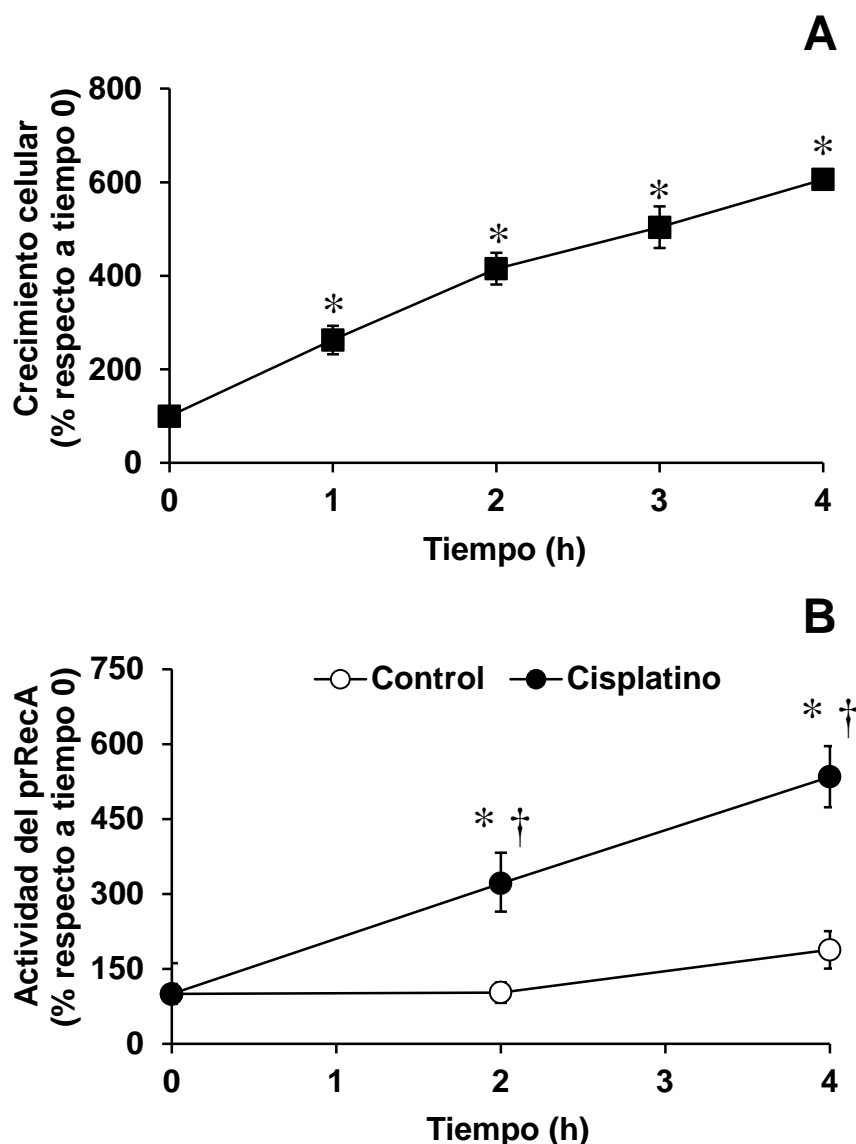 A
Crecimiento celular
(% respecto a tiempo 0)
800
600
400
200
0
*
*
*
*
0 1 2 3 4
Tiempo (h)
B
Actividad del prRecA
(% respecto a tiempo 0)
750
600
450
300
150
0
Control Cisplatino
* †
* †
0 1 2 3 4
Tiempo (h)